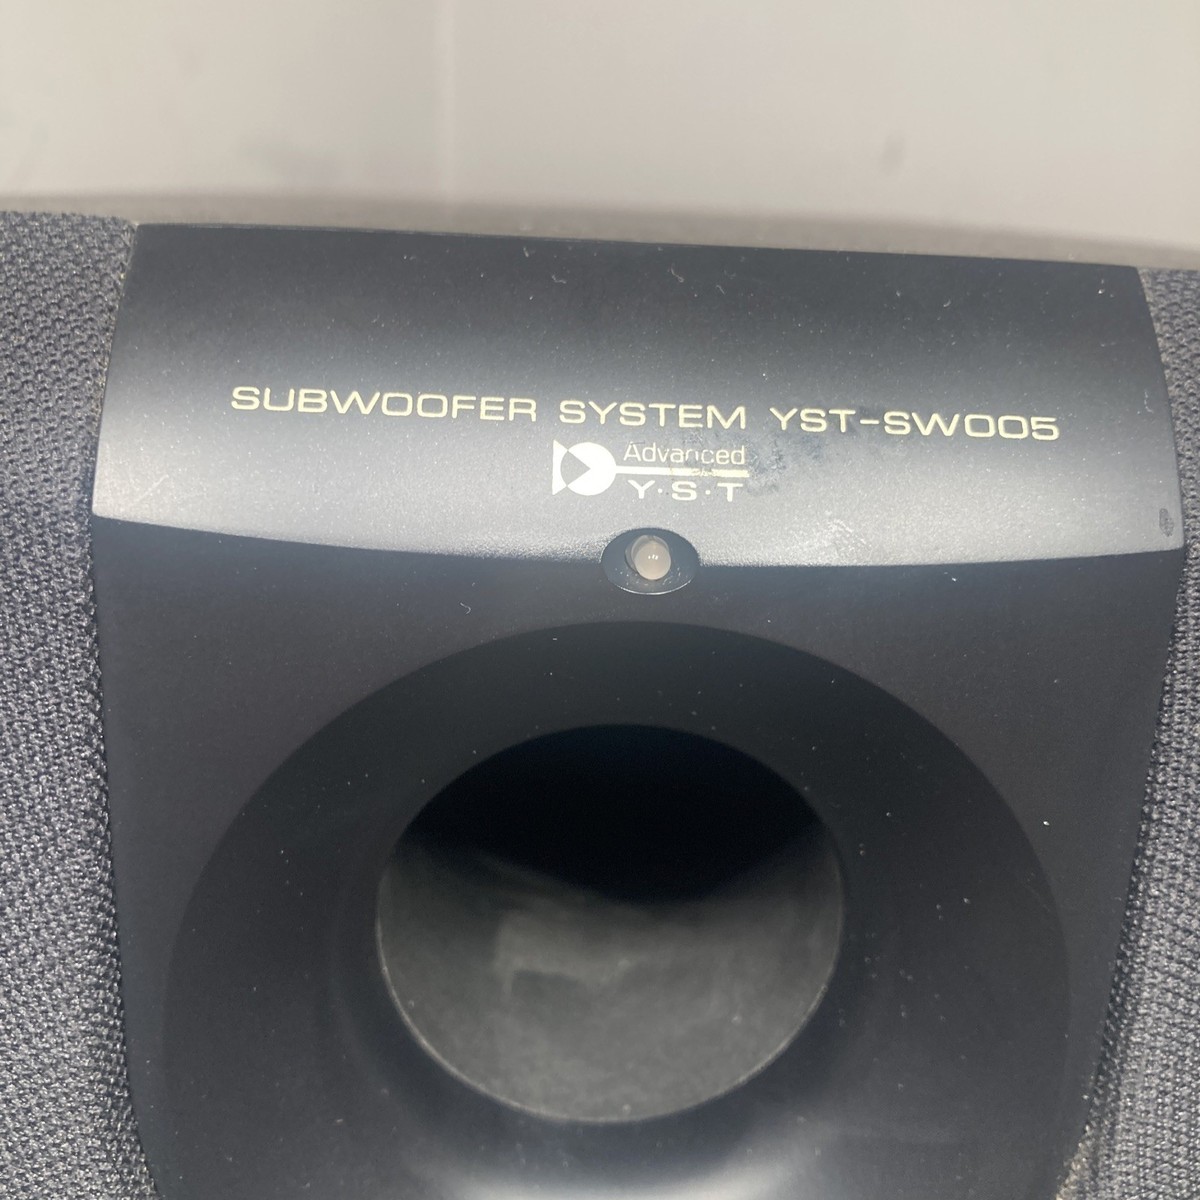 SUBWOOFER SYSTEM YST-SW005
Advanced
Y·S·T